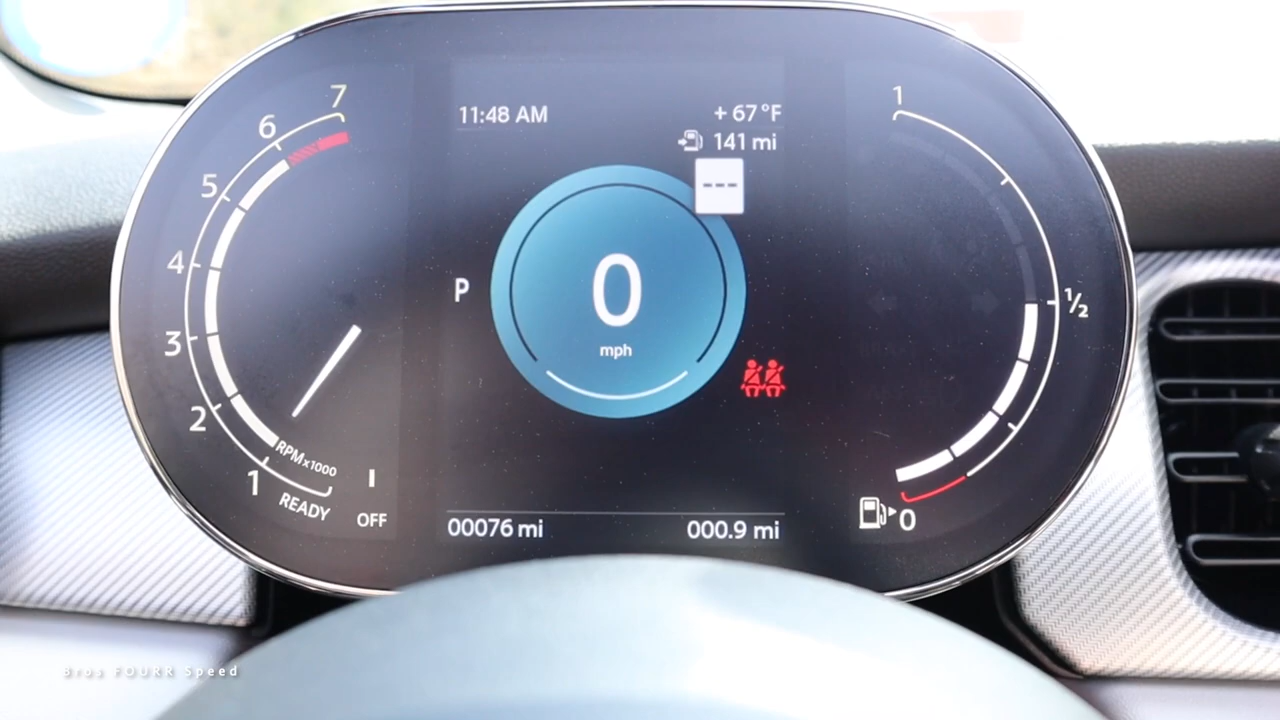 7
6
5
4
3
2
1
RPMx1000
READY
OFF
11:48 AM
+ 67 °F
141 mi
---
P
0
mph
00076 mi
000.9 mi
1
½
0
Bros FOURR Speed